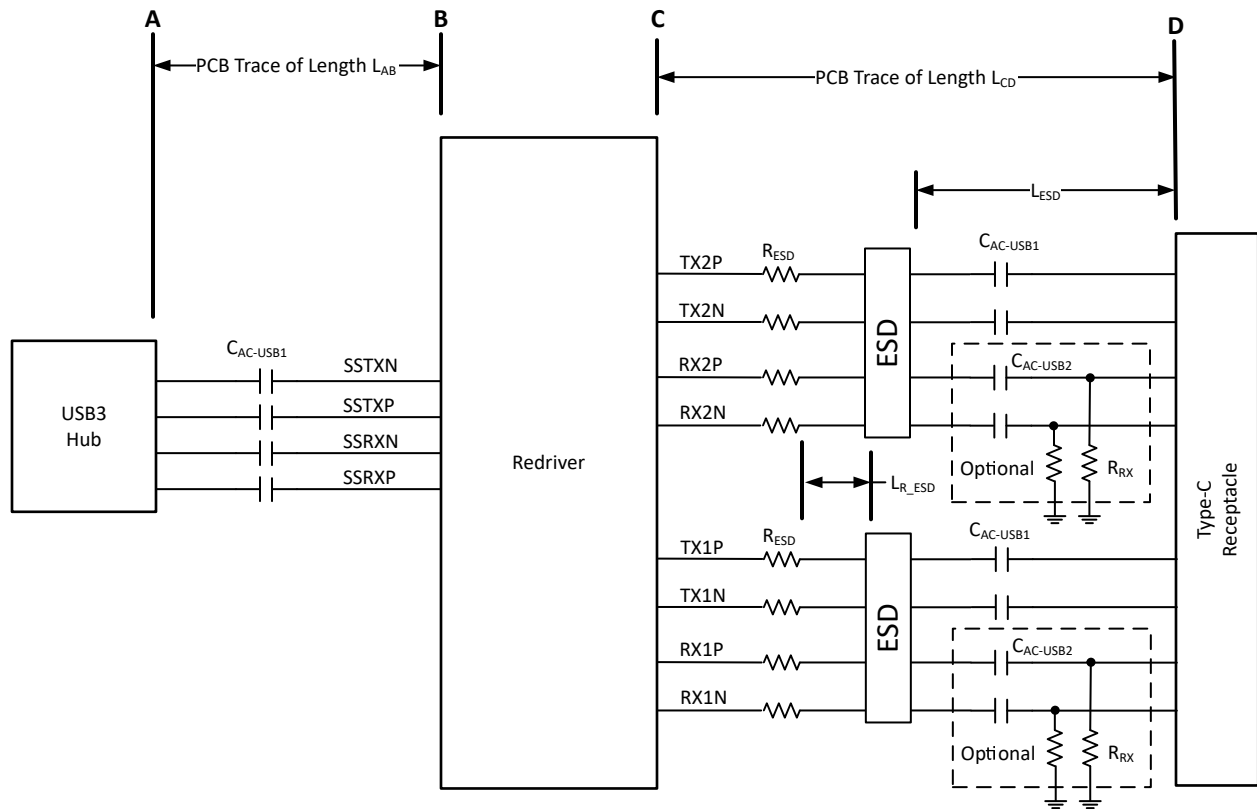 A
B
C
D
PCB Trace of Length LAB
PCB Trace of Length LCD
LESD
CAC-USB1
TX2P
RESD
TX2N
ESD
RX2P
CAC-USB2
RX2N
Optional
RRX
LR_ESD
CAC-USB1
SSTXN
SSTXP
SSRXN
SSRXP
USB3
Hub
Redriver
Type-C
Receptacle
CAC-USB1
TX1P
RESD
TX1N
ESD
RX1P
CAC-USB2
RX1N
Optional
RRX